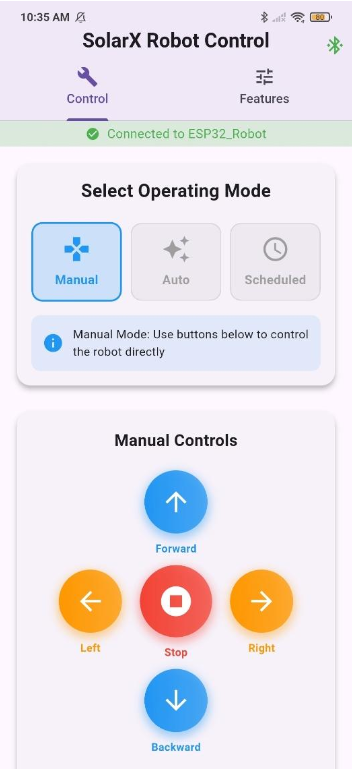 10:35 AM
80
SolarX Robot Control
Control
Features
Connected to ESP32_Robot
Select Operating Mode
Manual
Auto
Scheduled
Manual Mode: Use buttons below to control
the robot directly
Manual Controls
Forward
Left
Stop
Right
Backward